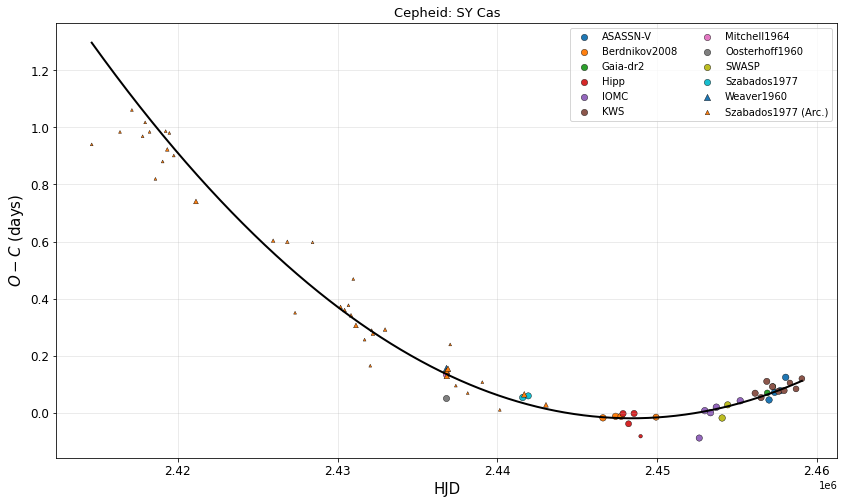 Cepheid: SY Cas
O − C (days)
1.2
1.0
0.8
0.6
0.4
0.2
0.0
ASASSN-V
Berdnikov2008
Gaia-dr2
Hipp
IOMC
KWS
Mitchell1964
Oosterhoff1960
SWASP
Szabados1977
Weaver1960
Szabados1977 (Arc.)
2.42 2.43 2.44 2.45 2.46
1e6
HJD